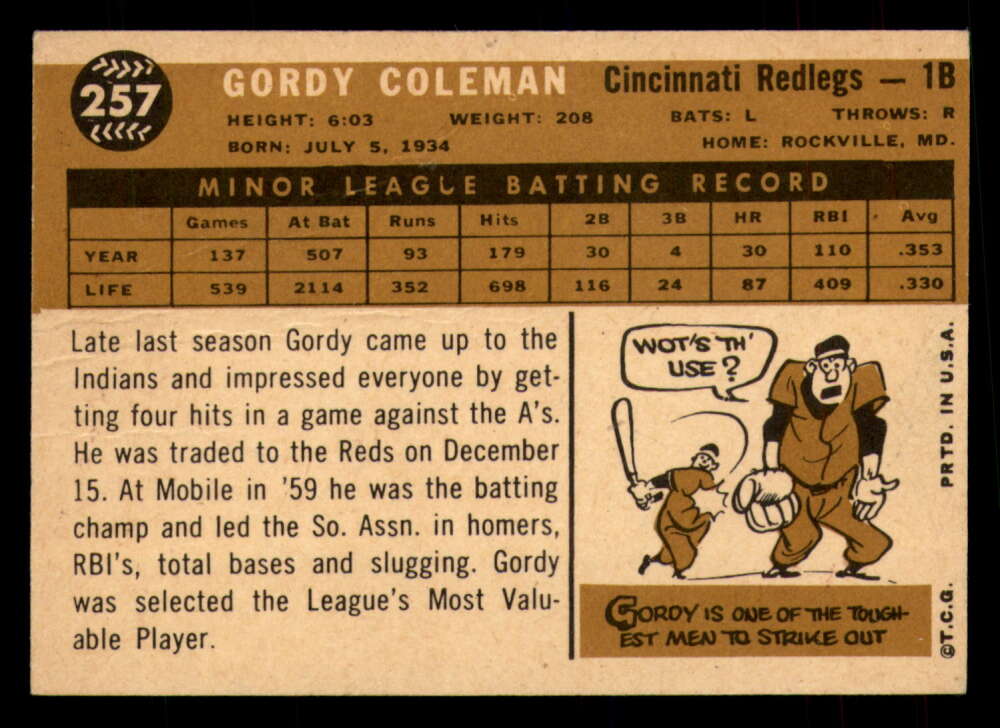 257
GORDY COLEMAN Cincinnati Redlegs — 1B
HEIGHT: 6:03 WEIGHT: 208 BATS: L THROWS: R
BORN: JULY 5, 1934 HOME: ROCKVILLE, MD.
MINOR LEAGUE BATTING RECORD
Games At Bat Runs Hits 2B 3B HR RBI Avg
YEAR 137 507 93 179 30 4 30 110 .353
LIFE 539 2114 352 698 116 24 87 409 .330
Late last season Gordy came up to the
Indians and impressed everyone by get-
ting four hits in a game against the A's.
He was traded to the Reds on December
15. At Mobile in '59 he was the batting
champ and led the So. Assn. in homers,
RBI's, total bases and slugging. Gordy
was selected the League's Most Valu-
able Player.
WOT'S TH'
USE?
GORDY IS ONE OF THE TOUGH-
EST MEN TO STRIKE OUT
©T.C.G. PRTD. IN U.S.A.